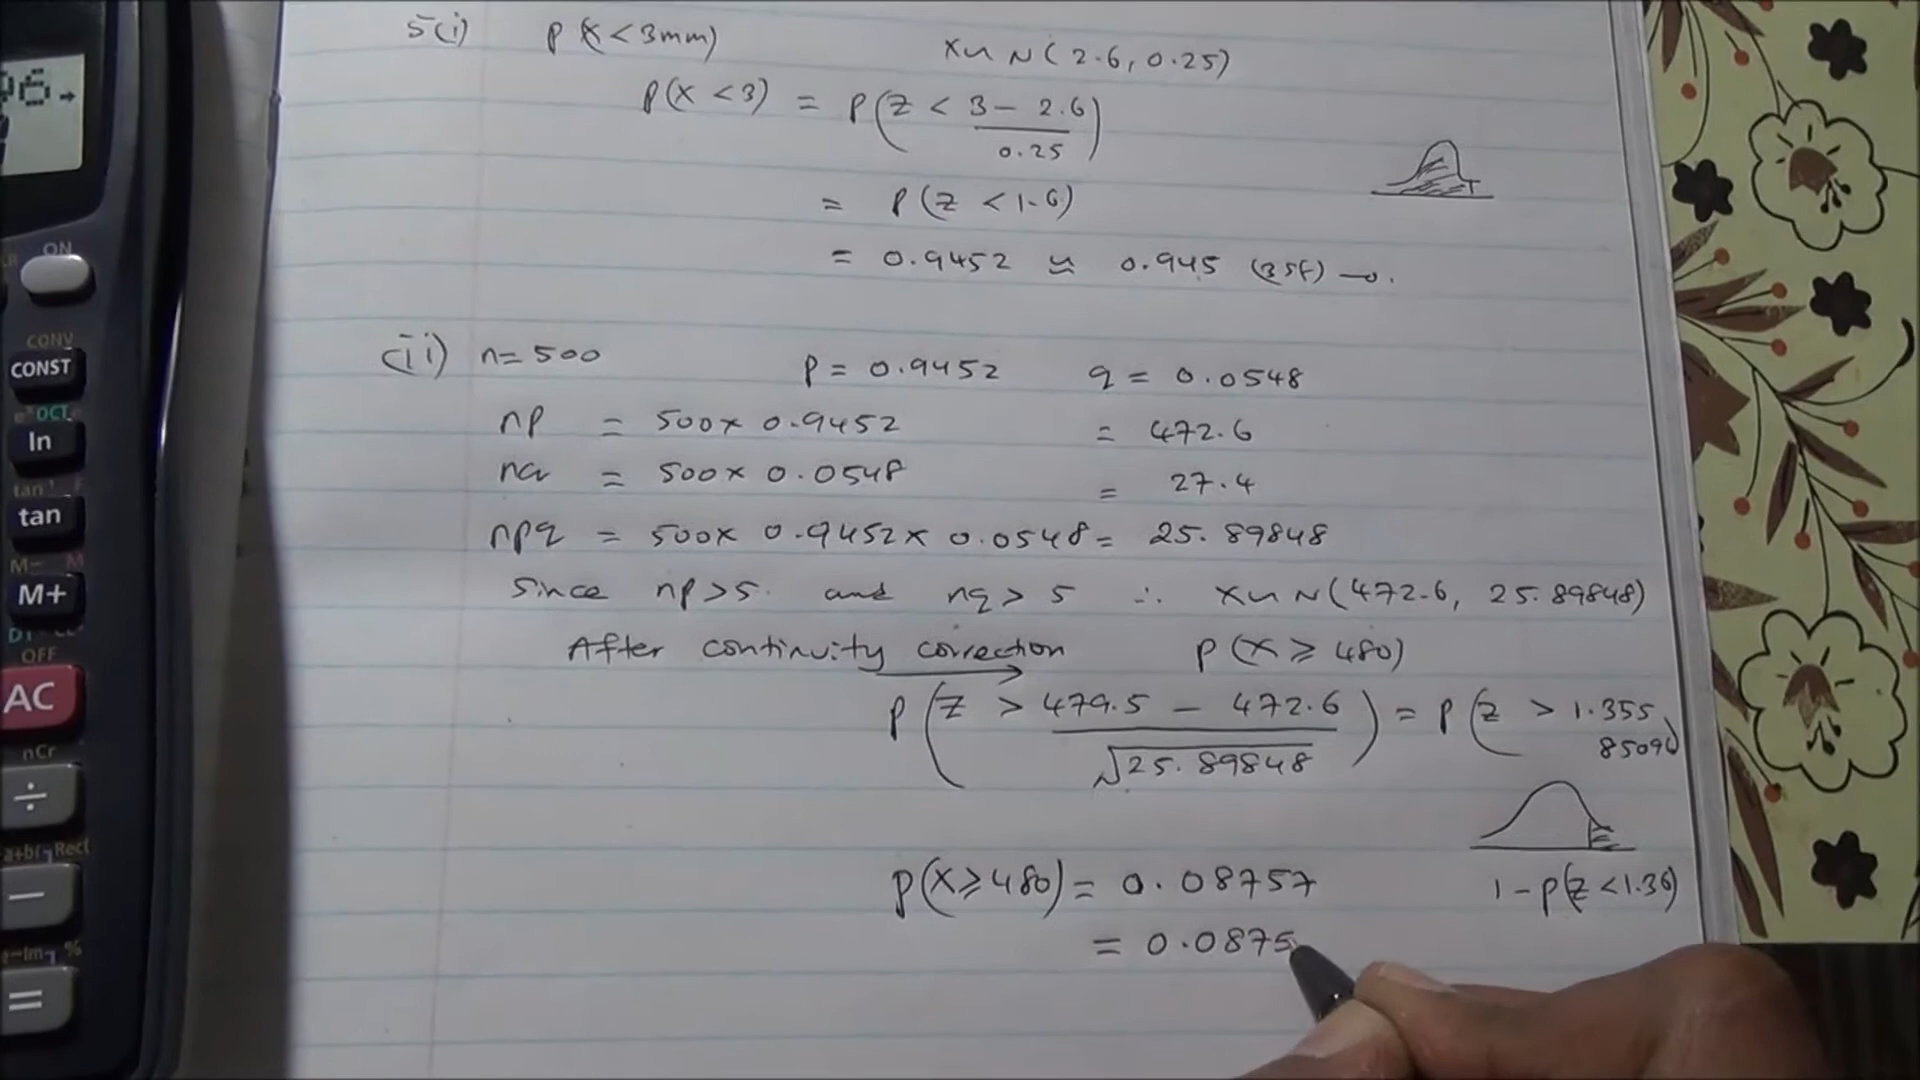 5(i) P(X < 3mm) X~N(2.6, 0.25)
P(X < 3) = P(Z < 3 - 2.6
0.25)
= P(Z < 1.6)
= 0.9452 ≈ 0.945 (3sf)
(ii) n = 500 p = 0.9452 q = 0.0548
np = 500 × 0.9452 = 472.6
nq = 500 × 0.0548 = 27.4
npq = 500 × 0.9452 × 0.0548 = 25.89848
Since np > 5 and nq > 5 ∴ X~N(472.6, 25.89848)
After continuity correction P(X ≥ 480)
P(Z > 479.5 - 472.6
√25.89848) = P(Z > 1.355
8509)
P(X ≥ 480) = 0.08757 1 - P(Z < 1.36)
= 0.0875
ON
CONV
CONST
OCT
ln
tan
M+
OFF
AC
nCr
÷
Rect
−
%
=